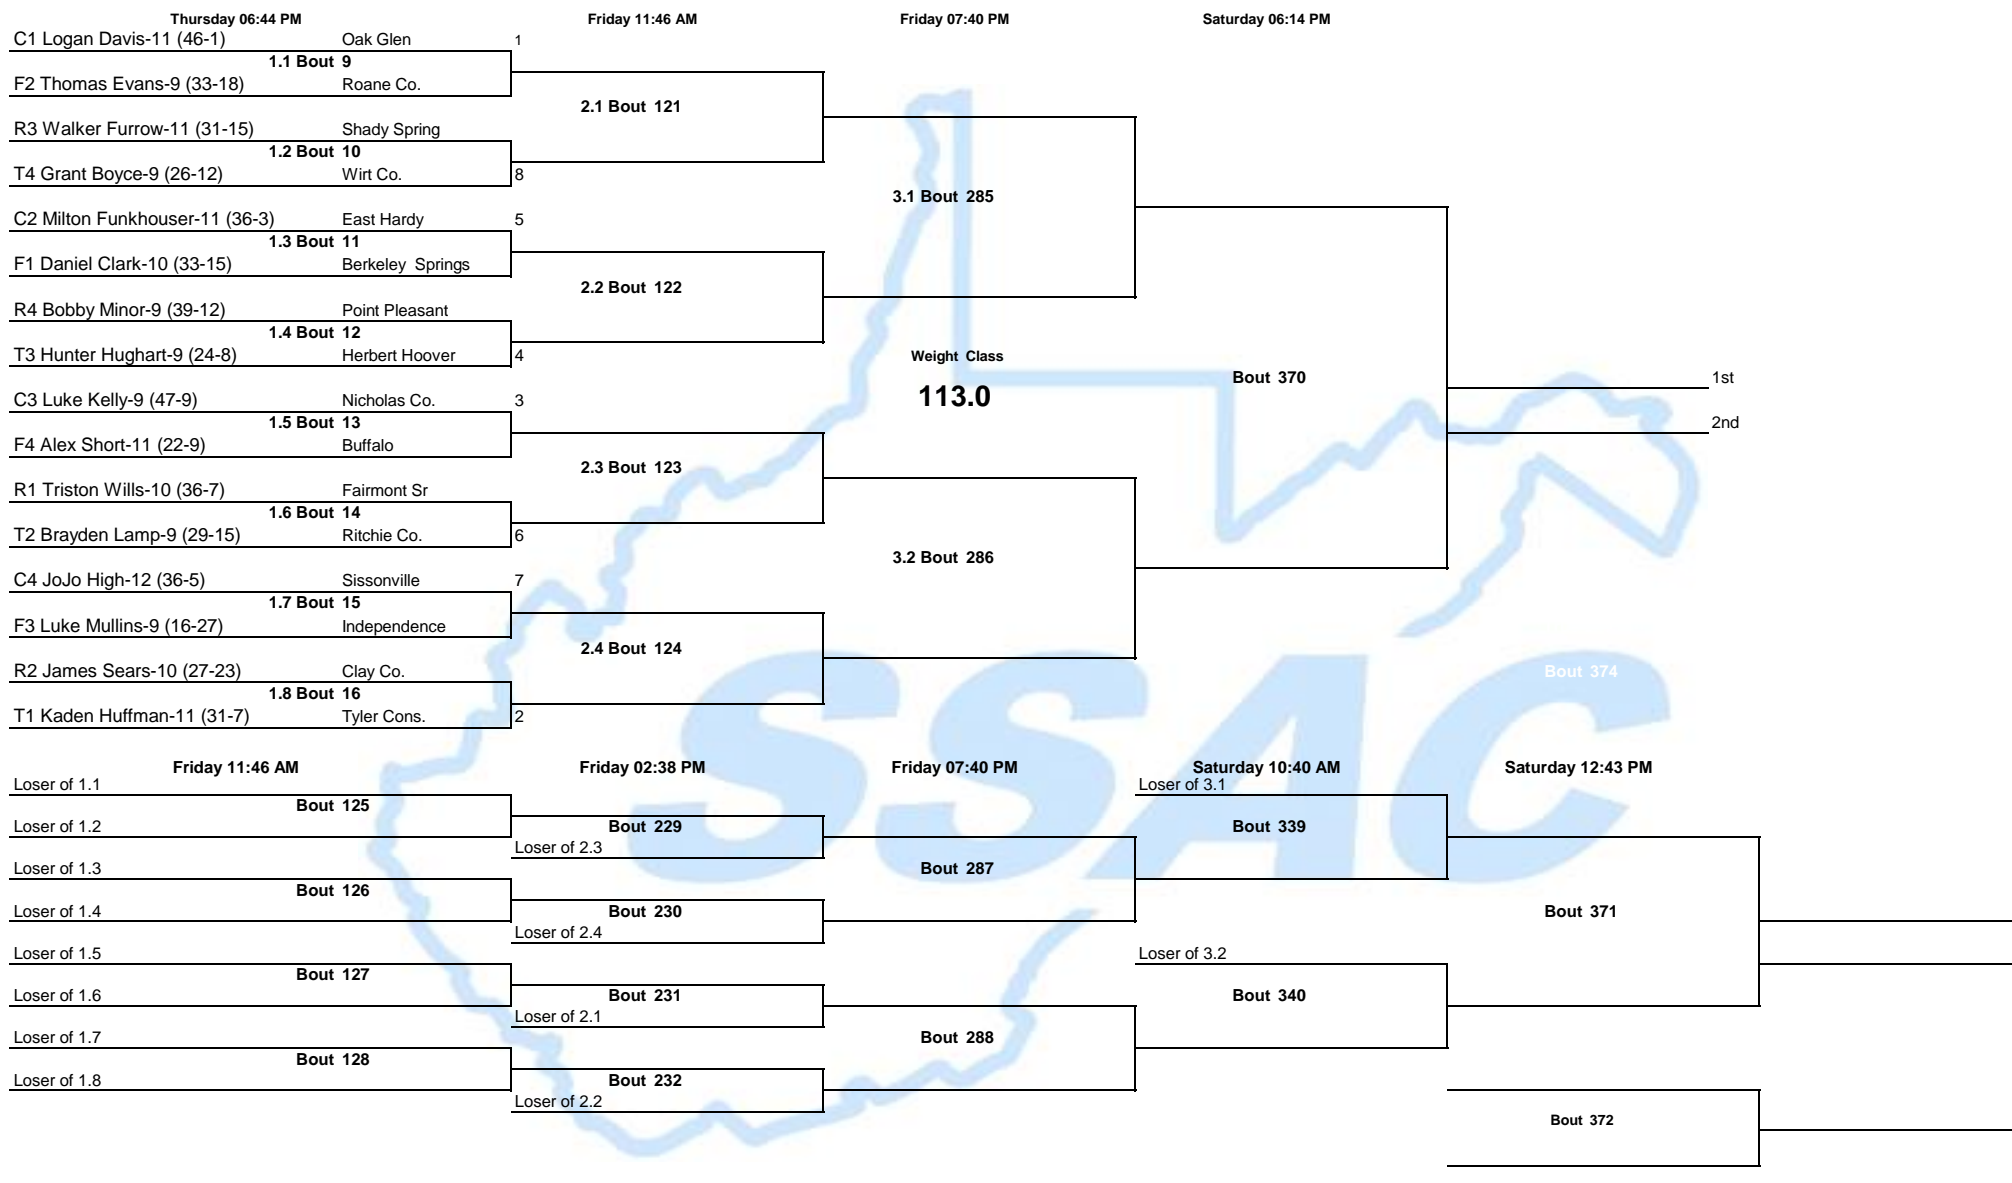 Thursday 06:44 PM Friday 11:46 AM Friday 07:40 PM Saturday 06:14 PM
C1 Logan Davis-11 (46-1) Oak Glen 1
1.1 Bout 9
F2 Thomas Evans-9 (33-18) Roane Co.
2.1 Bout 121
R3 Walker Furrow-11 (31-15) Shady Spring
1.2 Bout 10
T4 Grant Boyce-9 (26-12) Wirt Co. 8
3.1 Bout 285
C2 Milton Funkhouser-11 (36-3) East Hardy 5
1.3 Bout 11
F1 Daniel Clark-10 (33-15) Berkeley Springs
2.2 Bout 122
R4 Bobby Minor-9 (39-12) Point Pleasant
1.4 Bout 12
T3 Hunter Hughart-9 (24-8) Herbert Hoover 4
Weight Class
Bout 370 1st
113.0
C3 Luke Kelly-9 (47-9) Nicholas Co. 3
1.5 Bout 13
2nd
F4 Alex Short-11 (22-9) Buffalo
2.3 Bout 123
R1 Triston Wills-10 (36-7) Fairmont Sr
1.6 Bout 14
T2 Brayden Lamp-9 (29-15) Ritchie Co. 6
3.2 Bout 286
C4 JoJo High-12 (36-5) Sissonville 7
1.7 Bout 15
F3 Luke Mullins-9 (16-27) Independence
2.4 Bout 124
R2 James Sears-10 (27-23) Clay Co.
Bout 374
1.8 Bout 16
T1 Kaden Huffman-11 (31-7) Tyler Cons. 2
SSAC
Friday 11:46 AM Friday 02:38 PM Friday 07:40 PM Saturday 10:40 AM Saturday 12:43 PM
Loser of 1.1 Loser of 3.1
Bout 125
Loser of 1.2 Bout 229 Bout 339
Loser of 2.3
Loser of 1.3 Bout 287
Bout 126
Loser of 1.4 Bout 230 Bout 371
Loser of 2.4
Loser of 1.5 Loser of 3.2
Bout 127
Loser of 1.6 Bout 231 Bout 340
Loser of 2.1
Loser of 1.7 Bout 288
Bout 128
Loser of 1.8 Bout 232
Loser of 2.2
Bout 372